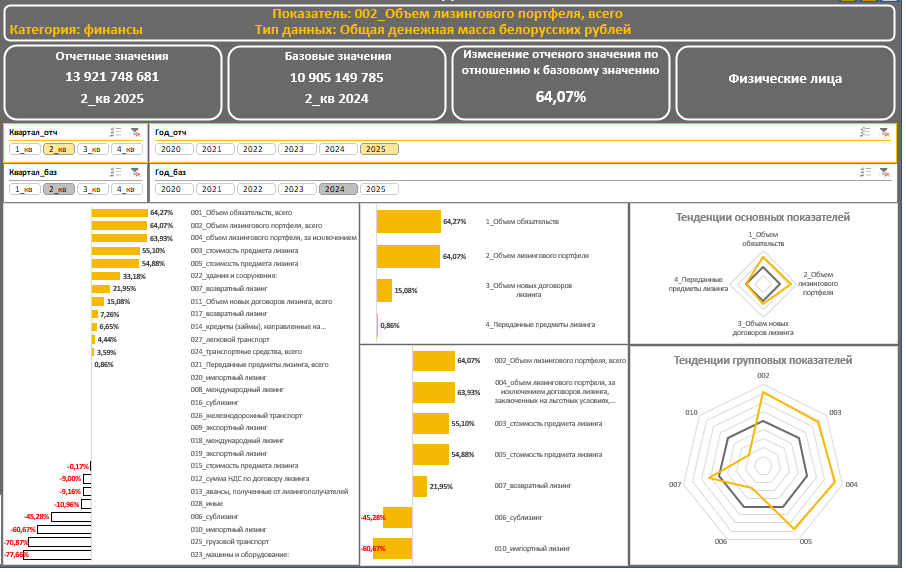 Показатель: 002_Объем лизингового портфеля, всего
Категория: финансы
Тип данных: Общая денежная масса белорусских рублей
Отчетные значения
13 921 748 681
2_кв 2025
Базовые значения
10 905 149 785
2_кв 2024
Изменение отченого значения по
отношению к базовому значению
64,07%
Физические лица
Квартал_отч
1_кв 2_кв 3_кв 4_кв
Год_отч
2020 2021 2022 2023 2024 2025
Квартал_баз
1_кв 2_кв 3_кв 4_кв
Год_баз
2020 2021 2022 2023 2024 2025
64,27% 001_Объем обязательств, всего
64,07% 002_Объем лизингового портфеля, всего
63,93% 004_объем лизингового портфеля, за исключением
55,10% 003_стоимость предмета лизинга
54,88% 005_стоимость предмета лизинга
33,18% 022_здания и сооружения:
21,95% 007_возвратный лизинг
15,08% 011_Объем новых договоров лизинга, всего
7,26% 017_возвратный лизинг
6,65% 014_кредиты (займы), направленные на...
4,44% 027_легковой транспорт
3,59% 024_транспортные средства, всего
0,86% 021_Переданные предметы лизинга, всего
020_импортный лизинг
008_международный лизинг
016_сублизинг
026_железнодорожный транспорт
009_экспортный лизинг
018_международный лизинг
019_экспортный лизинг
-0,17% 015_стоимость предмета лизинга
-9,00% 012_сумма НДС по договору лизинга
-9,16% 013_авансы, полученные от лизингополучателей
-10,96% 028_иные
-45,28% 006_сублизинг
-60,67% 010_импортный лизинг
-70,87% 025_грузовой транспорт
-77,66% 023_машины и оборудование:
64,27% 1_Объем обязательств
64,07% 2_Объем лизингового портфеля
15,08% 3_Объем новых договоров
лизинга
0,86% 4_Переданные предметы лизинга
64,07% 002_Объем лизингового портфеля, всего
63,93% 004_объем лизингового портфеля, за
исключением договоров лизинга,
заключенных на льготных условиях,...
55,10% 003_стоимость предмета лизинга
54,88% 005_стоимость предмета лизинга
21,95% 007_возвратный лизинг
-45,28% 006_сублизинг
-60,67% 010_импортный лизинг
Тенденции основных показателей
1_Объем
обязательств
2_Объем
лизингового
портфеля
3_Объем новых
договоров лизинга
4_Переданные
предметы лизинга
Тенденции групповых показателей
002
003
004
005
006
007
010